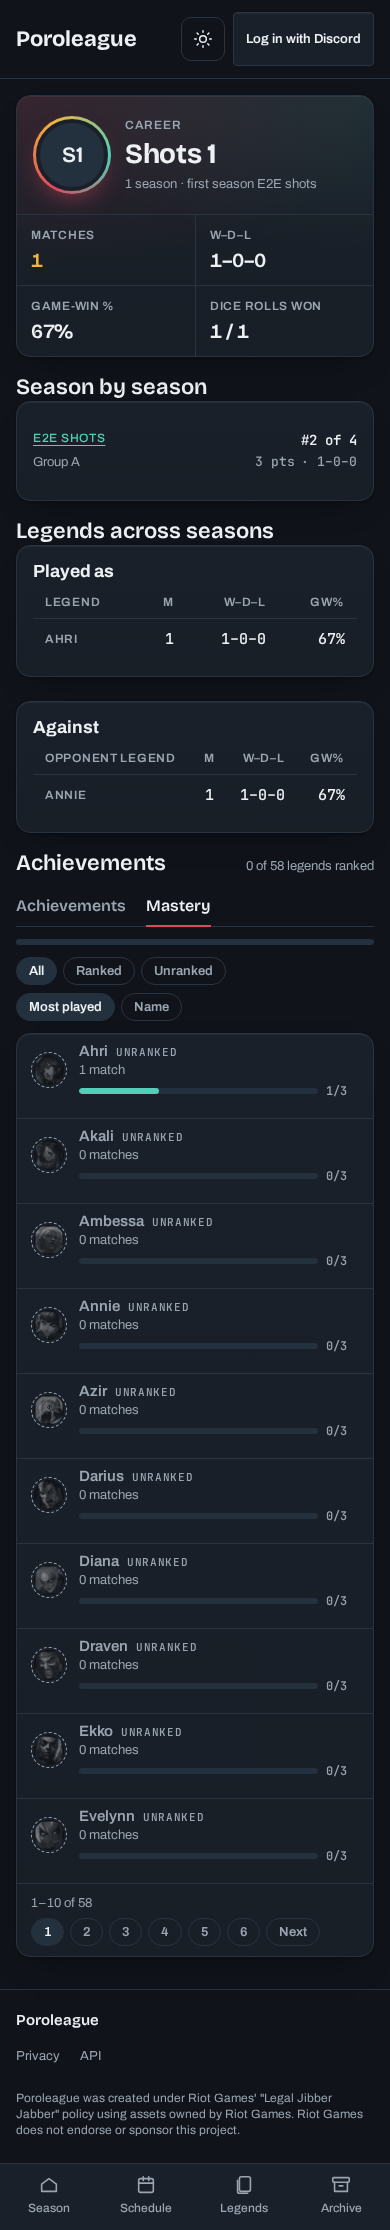 Poroleague
Log in with Discord
S1
CAREER
Shots 1
1 season · first season E2E shots
MATCHES
1
W–D–L
1–0–0
GAME-WIN %
67%
DICE ROLLS WON
1 / 1
Season by season
E2E SHOTS
#2 of 4
Group A
3 pts · 1–0–0
Legends across seasons
Played as
LEGEND M W–D–L GW%
AHRI 1 1–0–0 67%
Against
OPPONENT LEGEND M W–D–L GW%
ANNIE 1 1–0–0 67%
Achievements
0 of 58 legends ranked
Achievements Mastery
All Ranked Unranked
Most played Name
Ahri UNRANKED
1 match
1/3
Akali UNRANKED
0 matches
0/3
Ambessa UNRANKED
0 matches
0/3
Annie UNRANKED
0 matches
0/3
Azir UNRANKED
0 matches
0/3
Darius UNRANKED
0 matches
0/3
Diana UNRANKED
0 matches
0/3
Draven UNRANKED
0 matches
0/3
Ekko UNRANKED
0 matches
0/3
Evelynn UNRANKED
0 matches
0/3
1–10 of 58
1 2 3 4 5 6 Next
Poroleague
Privacy API
Poroleague was created under Riot Games' "Legal Jibber
Jabber" policy using assets owned by Riot Games. Riot Games
does not endorse or sponsor this project.
Season Schedule Legends Archive